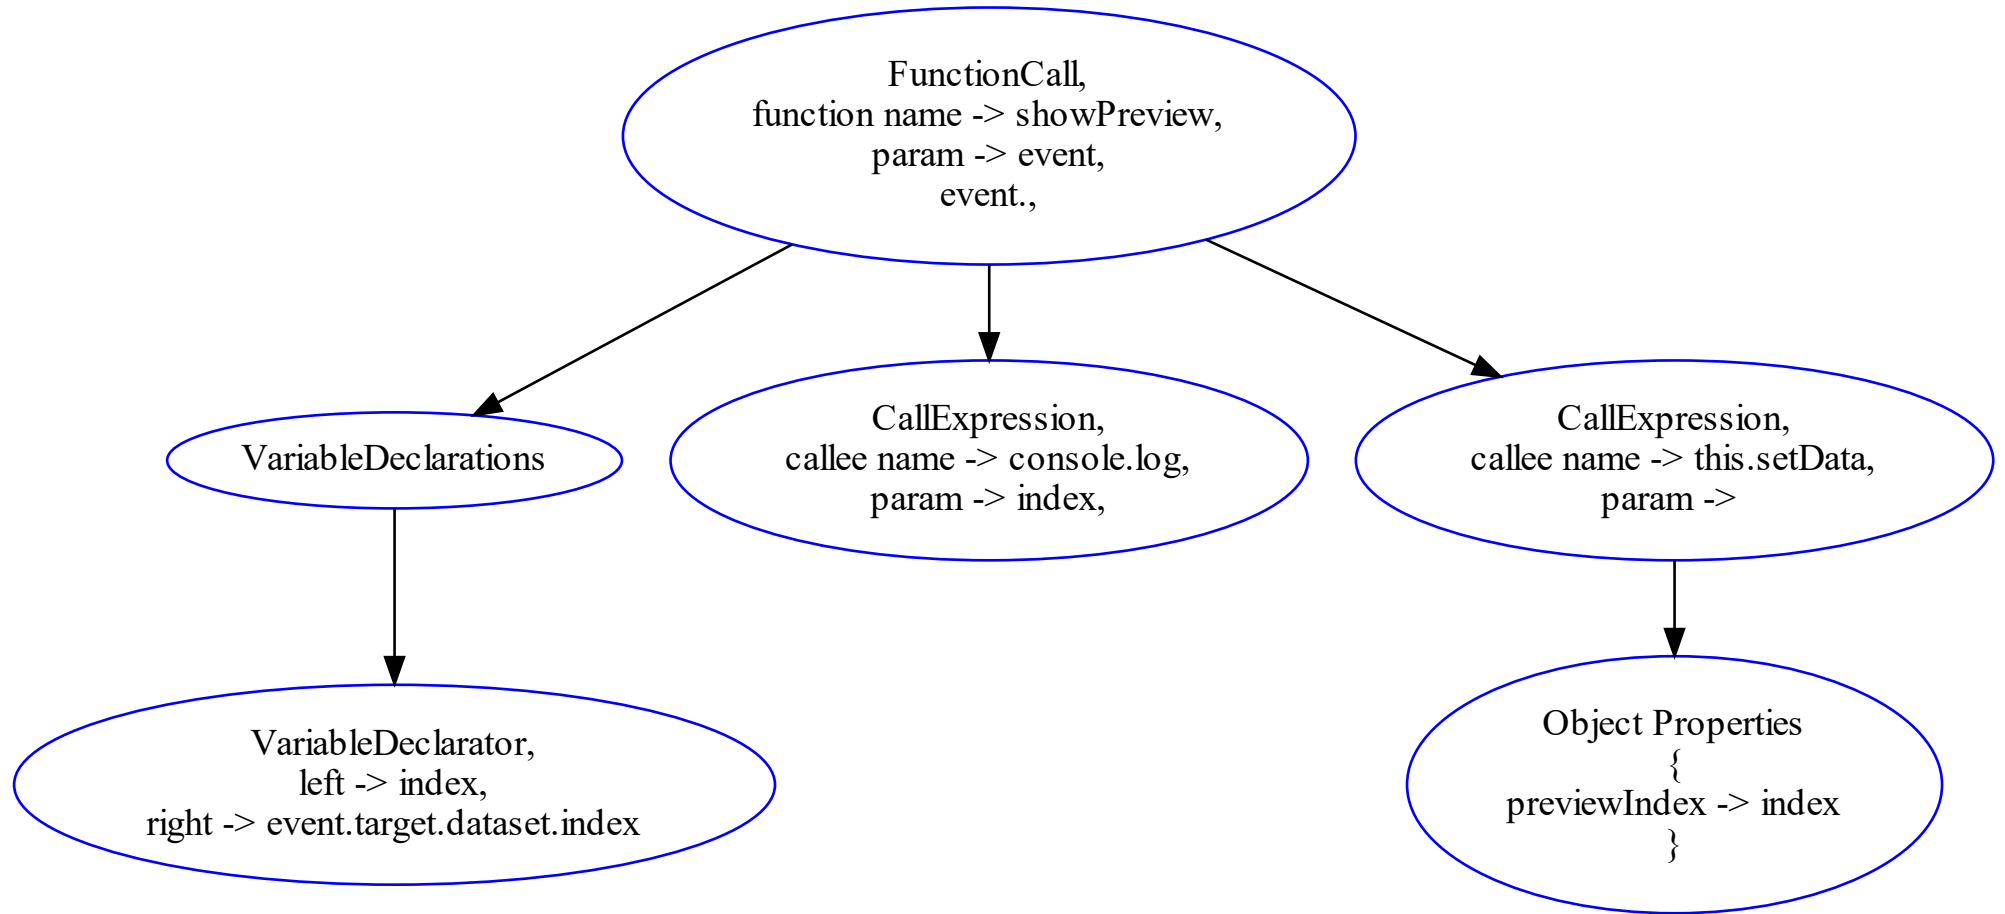 FunctionCall,
function name -> showPreview,
param -> event,
event.,
VariableDeclarations
CallExpression,
callee name -> console.log,
param -> index,
CallExpression,
callee name -> this.setData,
param ->
VariableDeclarator,
left -> index,
right -> event.target.dataset.index
Object Properties
{
previewIndex -> index
}